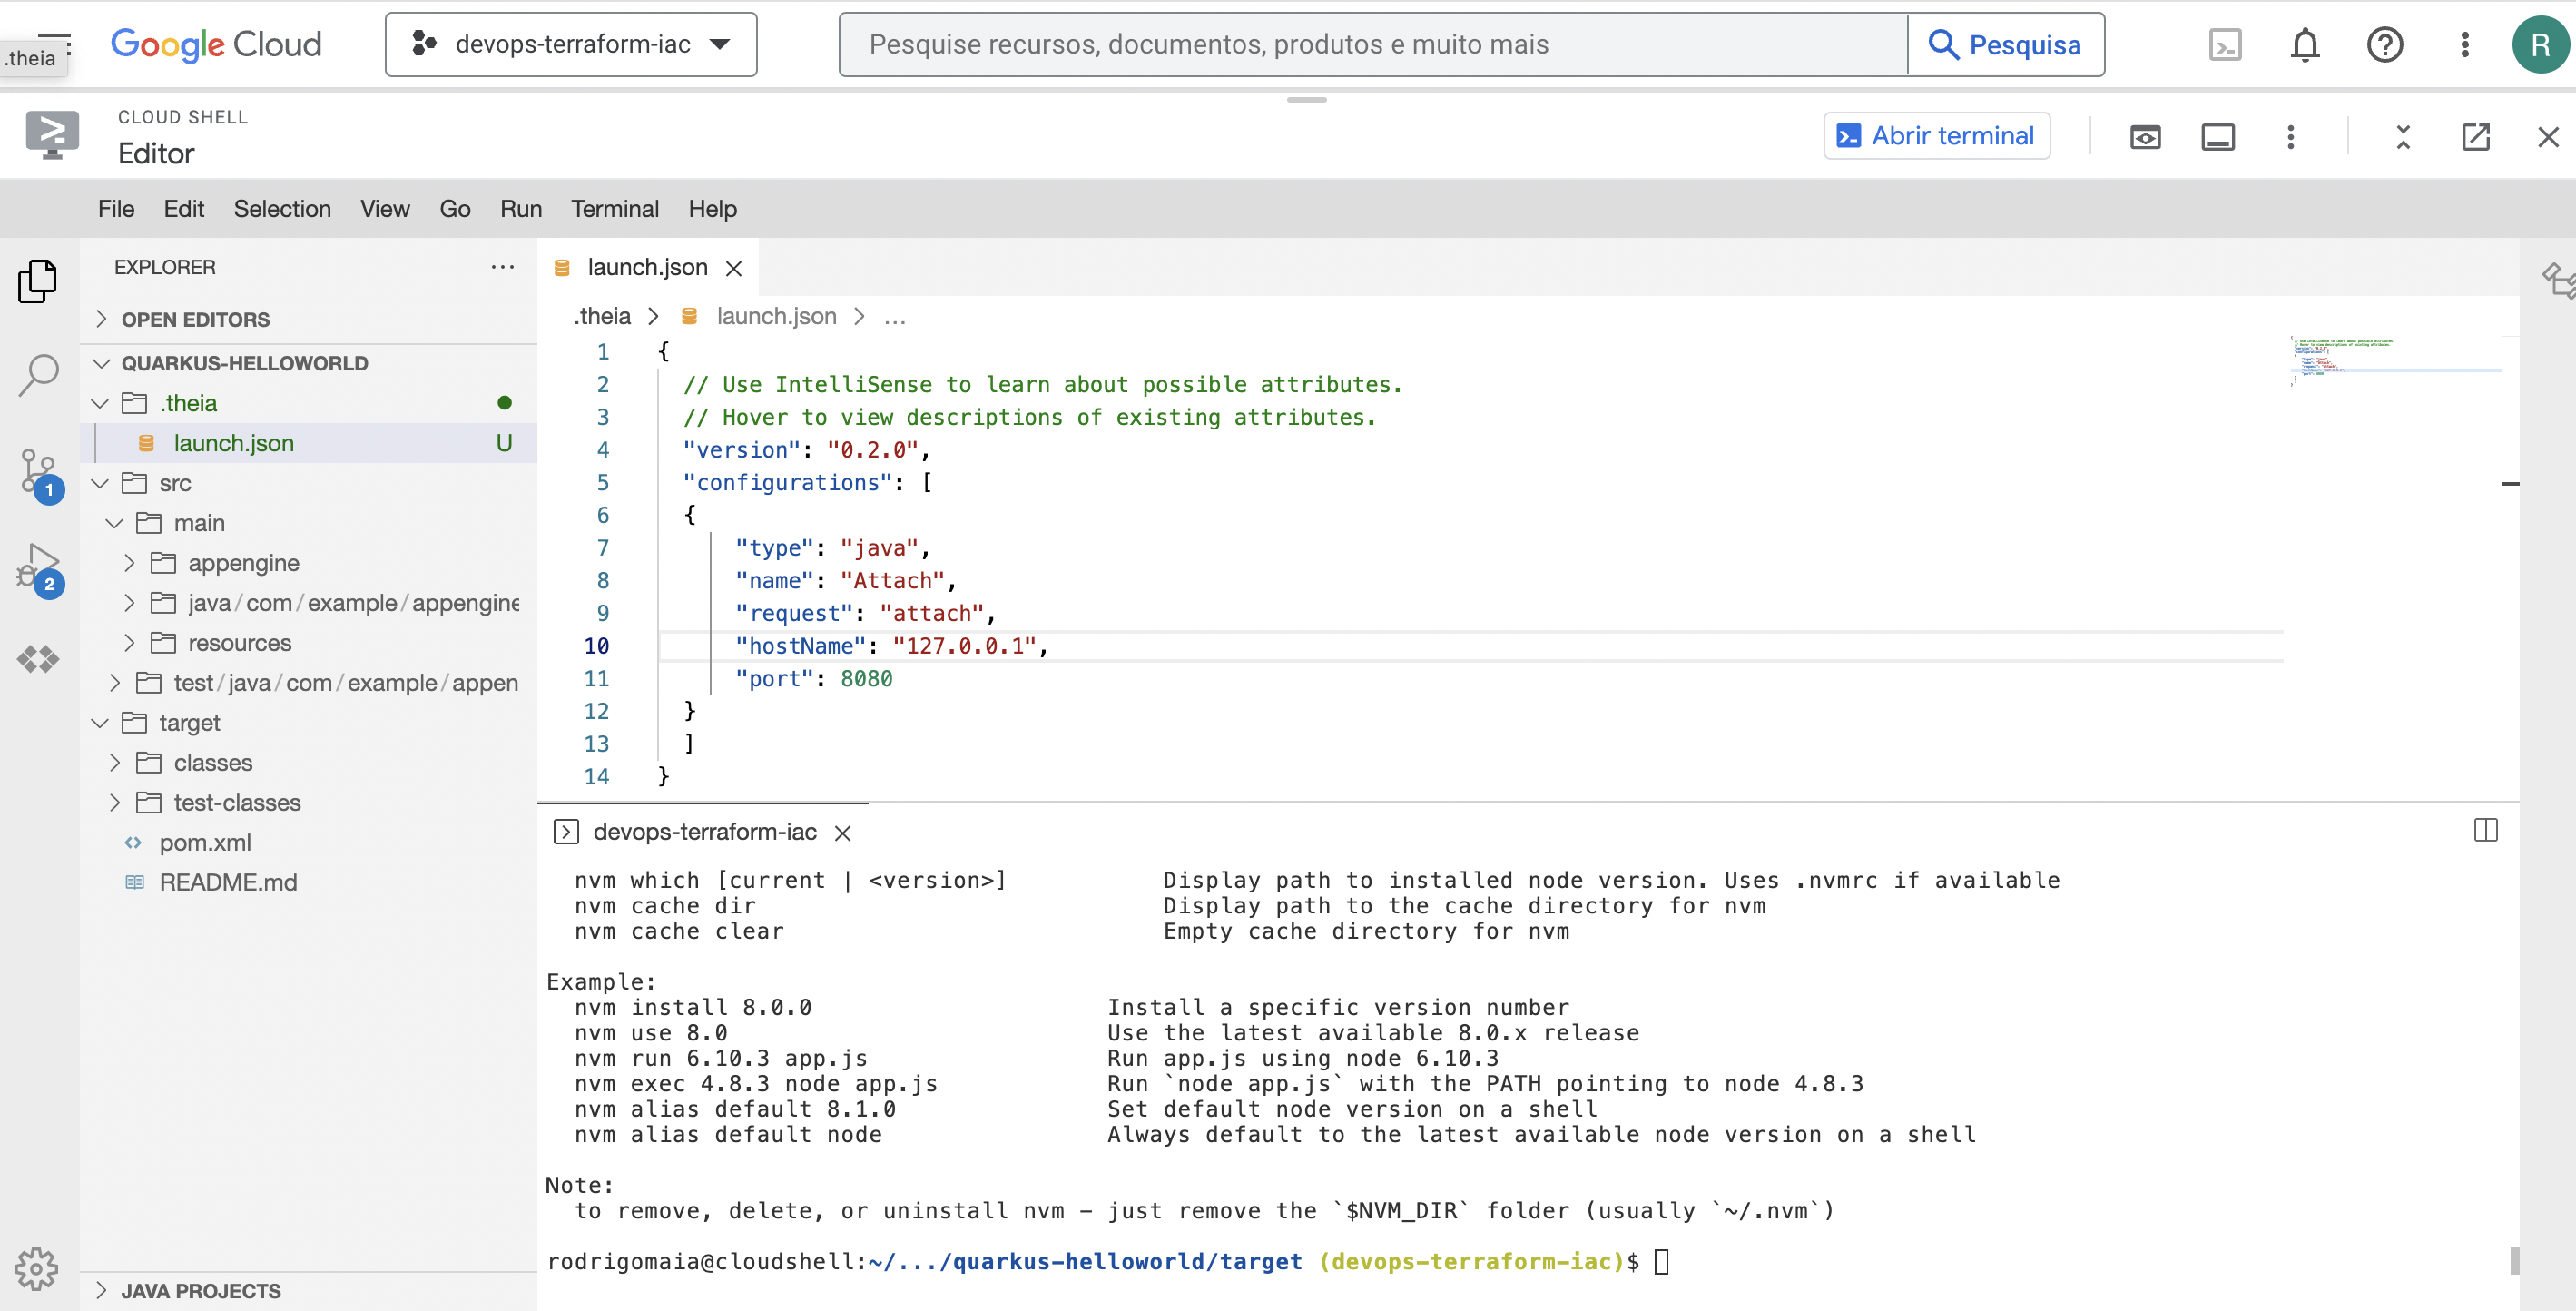 .theia
Google Cloud
devops-terraform-iac
Pesquise recursos, documentos, produtos e muito mais
Pesquisa
R
CLOUD SHELL
Editor
Abrir terminal
File Edit Selection View Go Run Terminal Help
EXPLORER
OPEN EDITORS
QUARKUS-HELLOWORLD
.theia
launch.json U
src
main
appengine
java/com/example/appengine
resources
test/java/com/example/appen
target
classes
test-classes
pom.xml
README.md
JAVA PROJECTS
1
2
launch.json
.theia > launch.json > ...
1 {
2 // Use IntelliSense to learn about possible attributes.
3 // Hover to view descriptions of existing attributes.
4 "version": "0.2.0",
5 "configurations": [
6 {
7 "type": "java",
8 "name": "Attach",
9 "request": "attach",
10 "hostName": "127.0.0.1",
11 "port": 8080
12 }
13 ]
14 }
devops-terraform-iac
nvm which [current | <version>] Display path to installed node version. Uses .nvmrc if available
nvm cache dir Display path to the cache directory for nvm
nvm cache clear Empty cache directory for nvm
Example:
nvm install 8.0.0 Install a specific version number
nvm use 8.0 Use the latest available 8.0.x release
nvm run 6.10.3 app.js Run app.js using node 6.10.3
nvm exec 4.8.3 node app.js Run `node app.js` with the PATH pointing to node 4.8.3
nvm alias default 8.1.0 Set default node version on a shell
nvm alias default node Always default to the latest available node version on a shell
Note:
to remove, delete, or uninstall nvm - just remove the `$NVM_DIR` folder (usually `~/.nvm`)
rodrigomaia@cloudshell:~/.../quarkus-helloworld/target (devops-terraform-iac)$